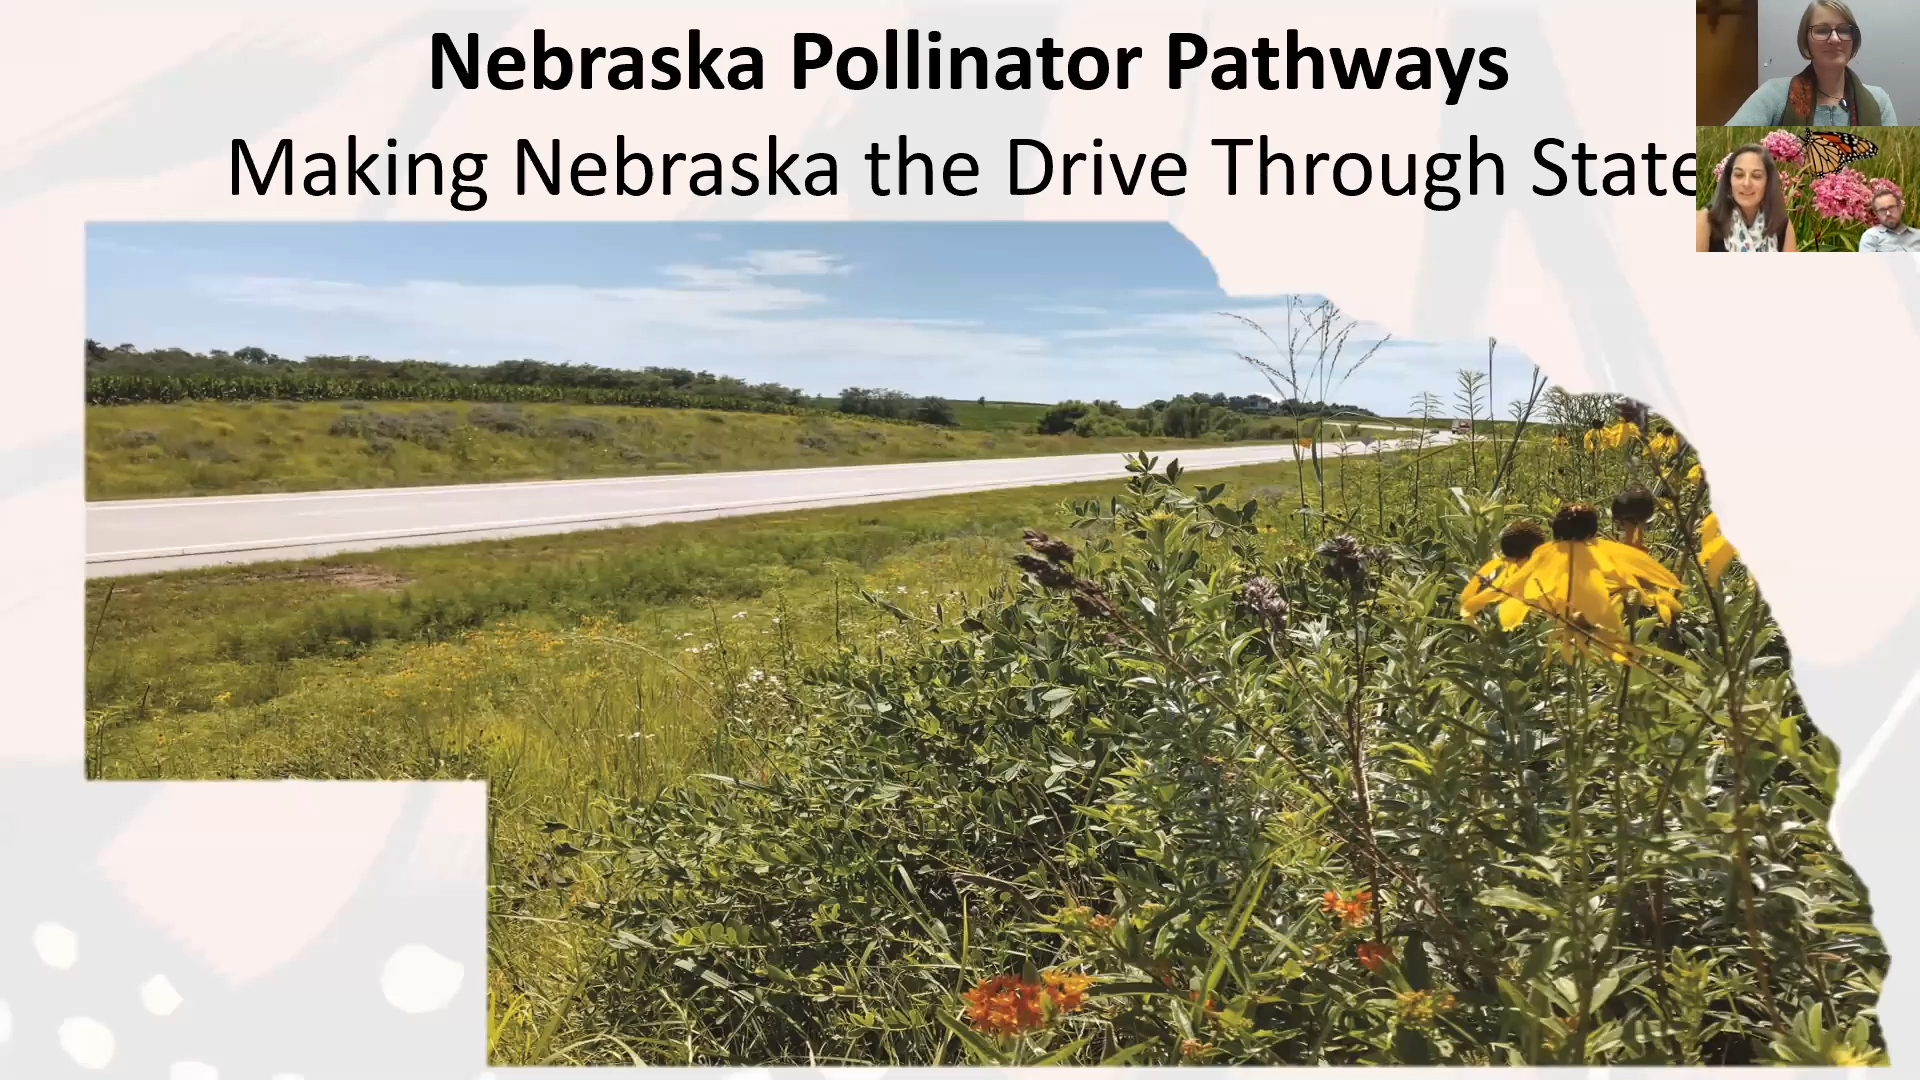 Nebraska Pollinator Pathways
Making Nebraska the Drive Through State